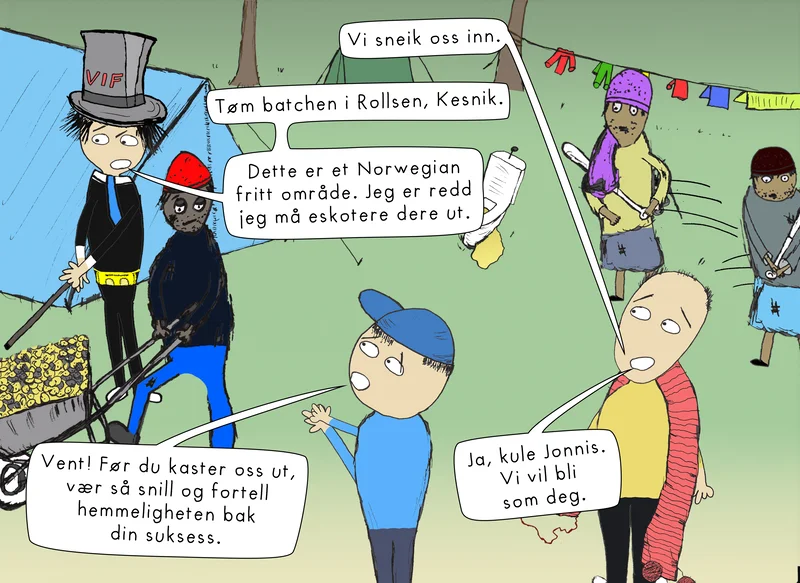 Vi sneik oss inn.
VIF
Tøm batchen i Rollsen, Kesnik.
Dette er et Norwegian
fritt område. Jeg er redd
jeg må eskotere dere ut.
Vent! Før du kaster oss ut,
vær så snill og fortell
hemmeligheten bak
din suksess.
Ja, kule Jonnis.
Vi vil bli
som deg.